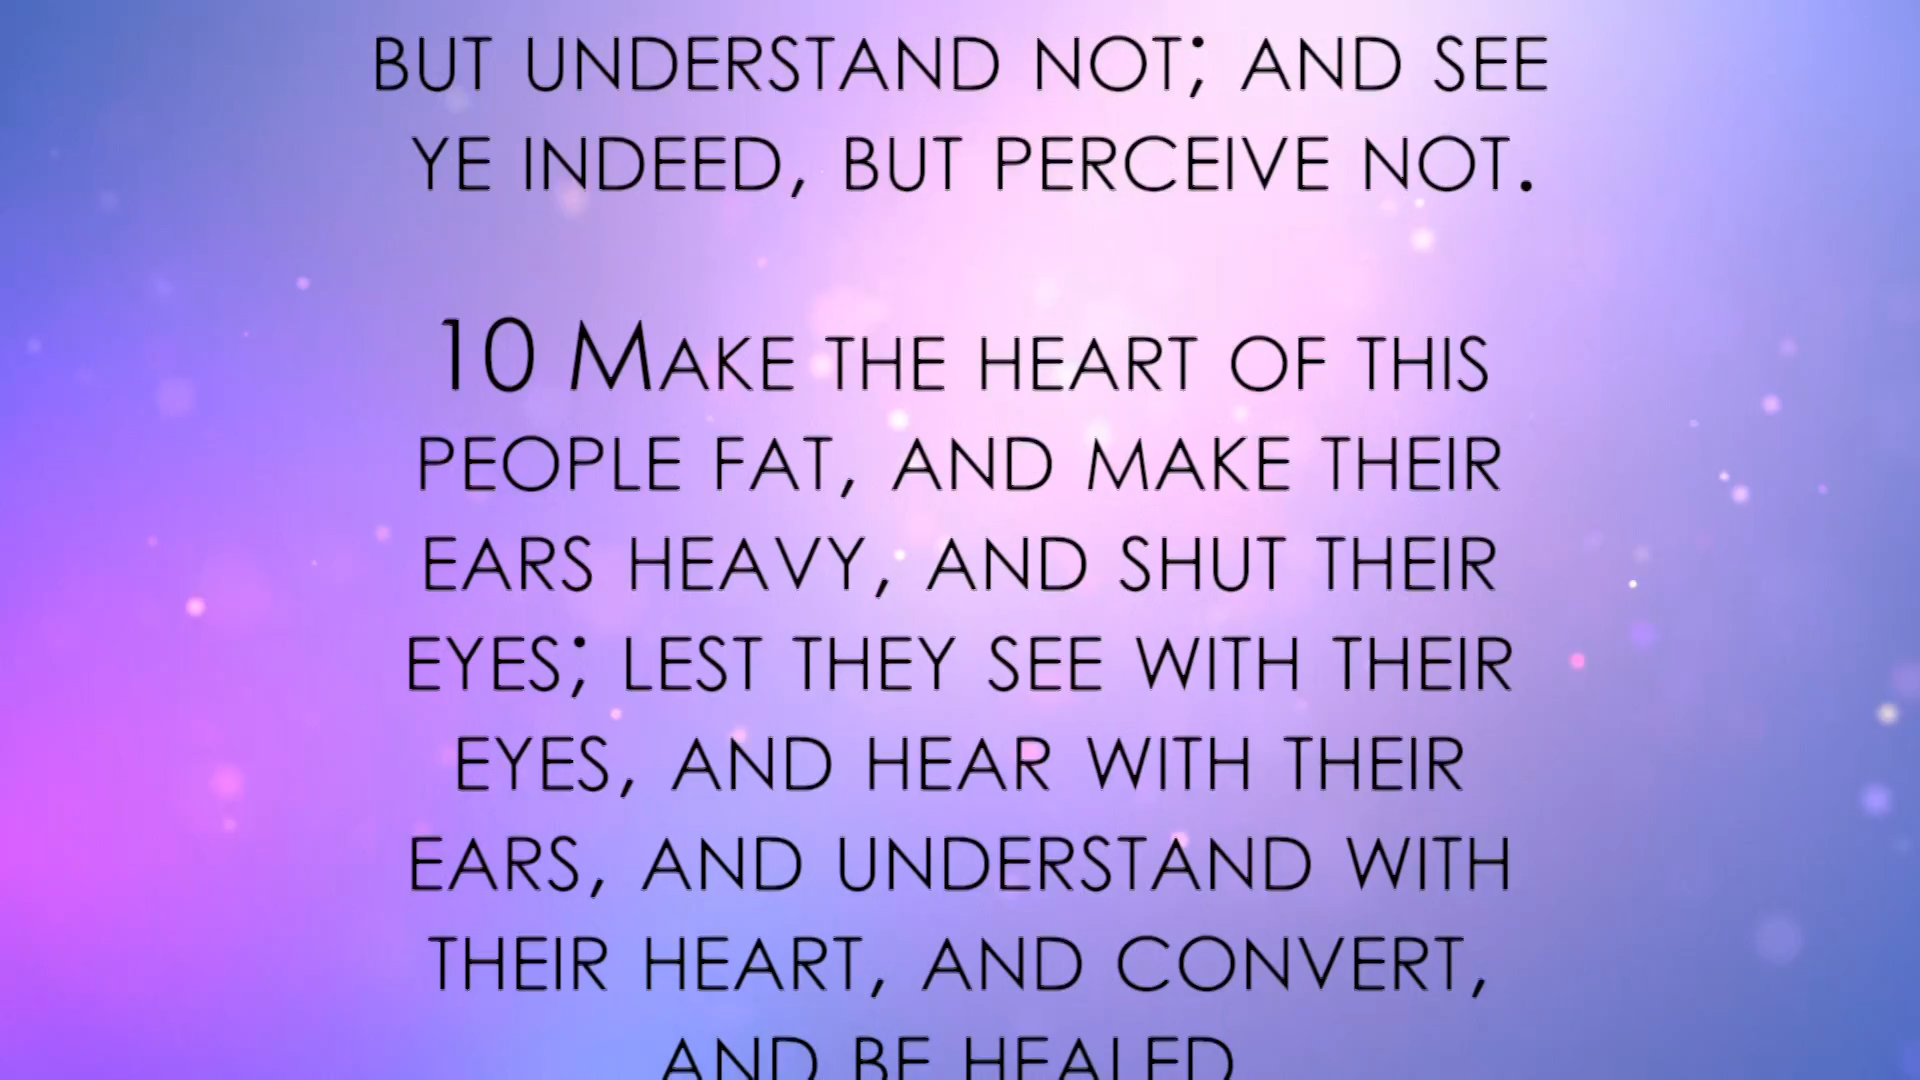 BUT UNDERSTAND NOT; AND SEE
YE INDEED, BUT PERCEIVE NOT.
10 MAKE THE HEART OF THIS
PEOPLE FAT, AND MAKE THEIR
EARS HEAVY, AND SHUT THEIR
EYES; LEST THEY SEE WITH THEIR
EYES, AND HEAR WITH THEIR
EARS, AND UNDERSTAND WITH
THEIR HEART, AND CONVERT,
AND BE HEALED